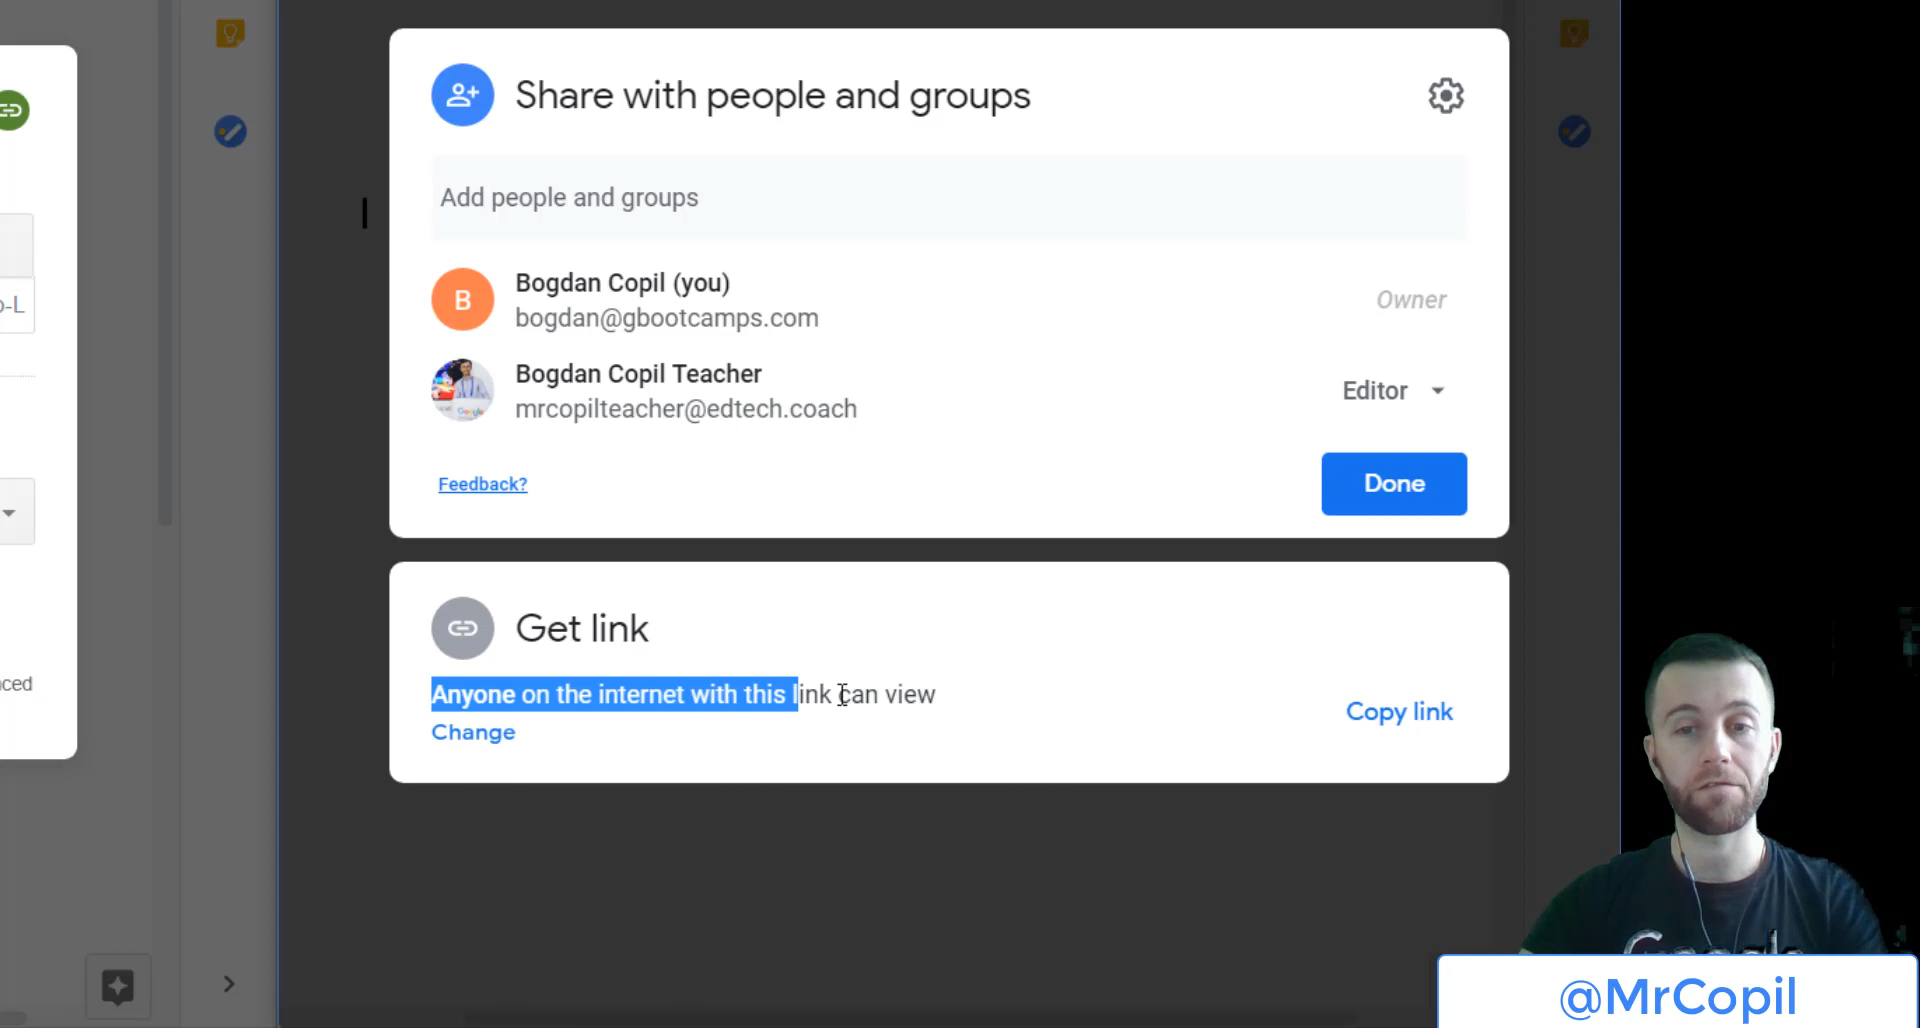 Share with people and groups
Add people and groups
B
Bogdan Copil (you)
bogdan@gbootcamps.com
Owner
Bogdan Copil Teacher
mrcopilteacher@edtech.coach
Editor
Feedback?
Done
Get link
Anyone on the internet with this link can view
Change
Copy link
o-L
nced
Google
@MrCopil